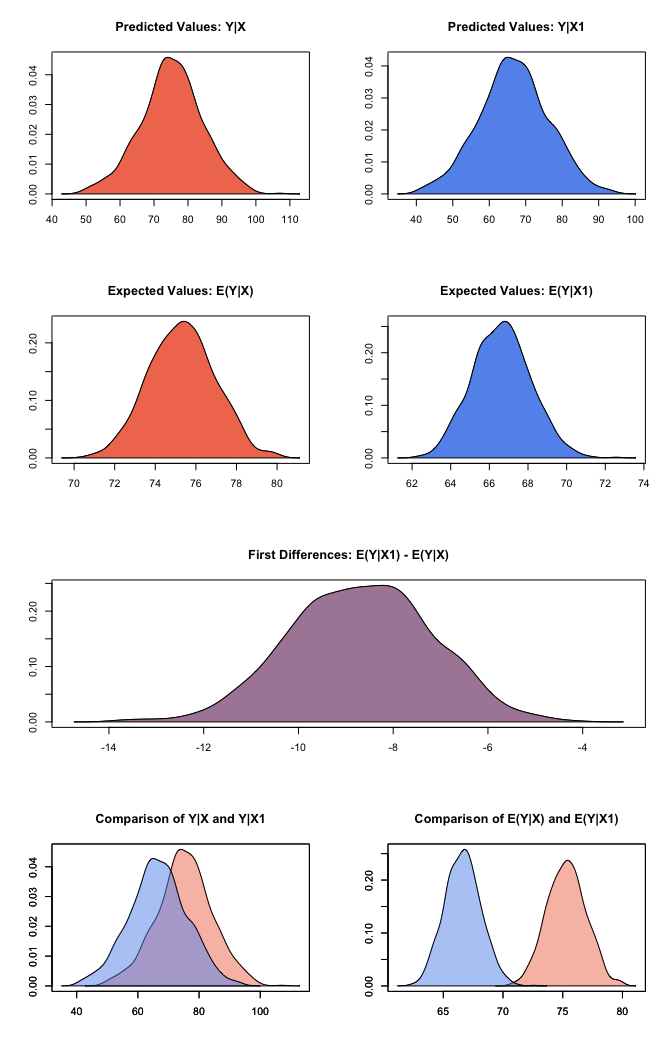 Predicted Values: Y|X
0.00 0.01 0.02 0.03 0.04
40 50 60 70 80 90 100 110
Predicted Values: Y|X1
0.00 0.01 0.02 0.03 0.04
40 50 60 70 80 90 100
Expected Values: E(Y|X)
0.00 0.10 0.20
70 72 74 76 78 80
Expected Values: E(Y|X1)
0.00 0.10 0.20
62 64 66 68 70 72 74
First Differences: E(Y|X1) - E(Y|X)
0.00 0.10 0.20
-14 -12 -10 -8 -6 -4
Comparison of Y|X and Y|X1
0.00 0.01 0.02 0.03 0.04
40 60 80 100
Comparison of E(Y|X) and E(Y|X1)
0.00 0.10 0.20
65 70 75 80